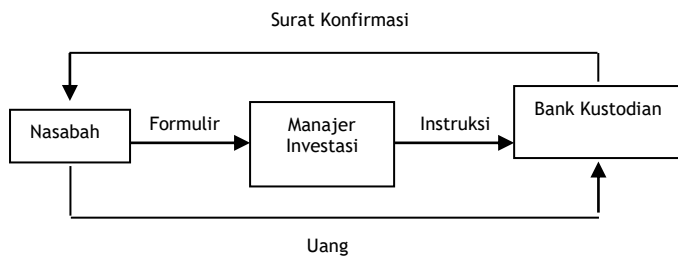 Surat Konfirmasi
Nasabah
Formulir
Manajer
Investasi
Instruksi
Bank Kustodian
Uang